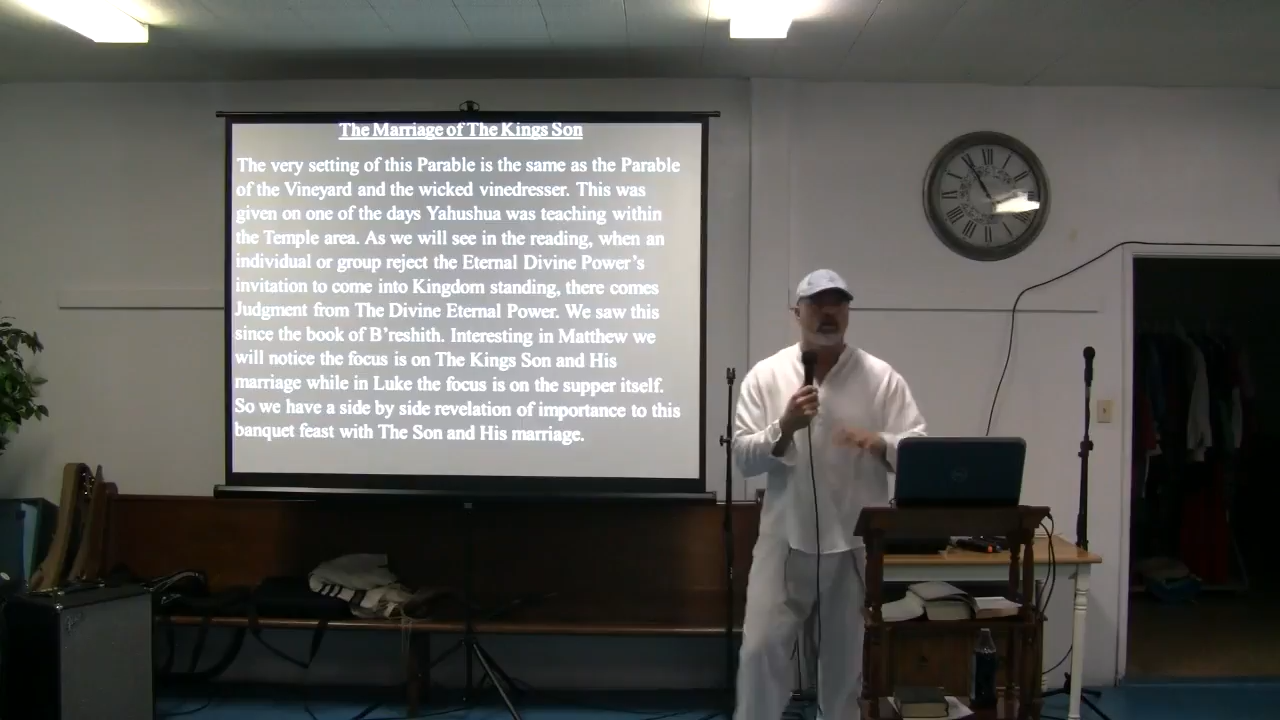 The Marriage of The Kings Son
The very setting of this Parable is the same as the Parable
of the Vineyard and the wicked vinedresser. This was
given on one of the days Yahushua was teaching within
the Temple area. As we will see in the reading, when an
individual or group reject the Eternal Divine Power's
invitation to come into Kingdom standing, there comes
Judgment from The Divine Eternal Power. We saw this
since the book of B'reshith. Interesting in Matthew we
will notice the focus is on The Kings Son and His
marriage while in Luke the focus is on the supper itself.
So we have a side by side revelation of importance to this
banquet feast with The Son and His marriage.